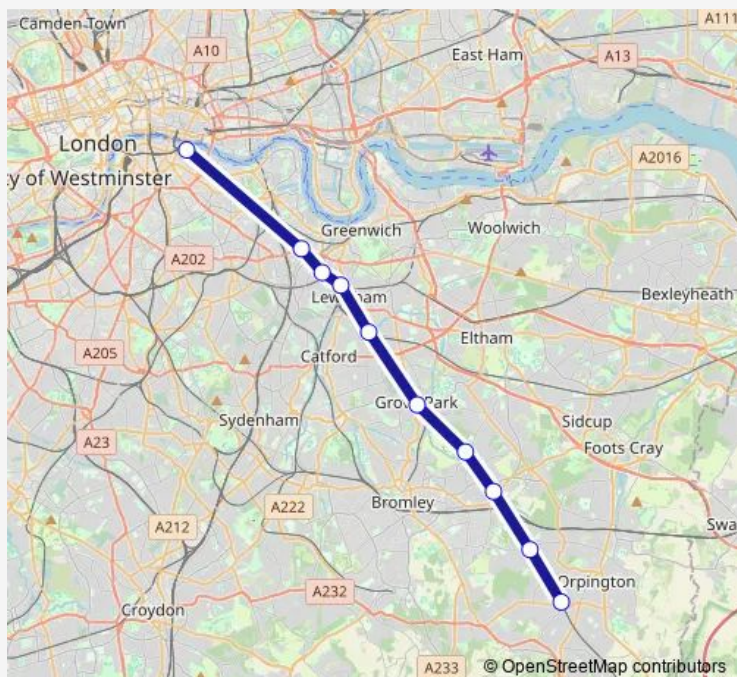 Camden Town
A10
A111
East Ham
A13
London
ty of Westminster
A2016
Greenwich
Woolwich
A202
Lewisham
Bexleyheath
A205
Catford
Eltham
Grove Park
Sydenham
A23
Sidcup
Foots Cray
A222
Bromley
A212
Swa
A232
Orpington
Croydon
A233
© OpenStreetMap contributors